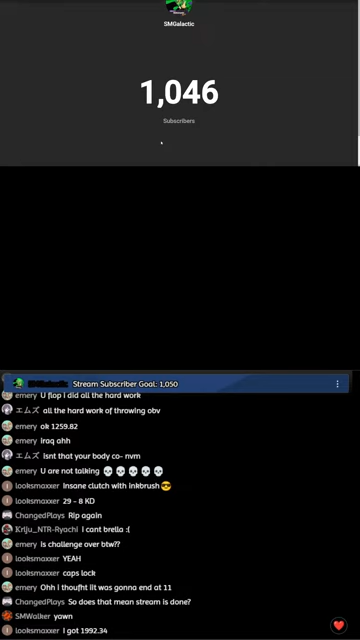 SMGalactic
1,046
Subscribers
SMGalactic Stream Subscriber Goal: 1,050
emery U flop i did all the hard work
エムズ all the hard work of throwing obv
emery ok 1259.82
emery Iraq ahh
エムズ isnt that your body co- nvm
emery U are not talking 💀💀💀💀💀
looksmaxxer Insane clutch with inkbrush😎
looksmaxxer 29 - 8 KD
ChangedPlays Rip again
Krlju_NTR-Ryachi I cant brella :(
emery Is challenge over btw??
looksmaxxer YEAH
looksmaxxer caps lock
emery Ohh i thoufht iit was gonna end at 11
ChangedPlays So does that mean stream is done?
SMWalker yawn
looksmaxxer I got 1992.34